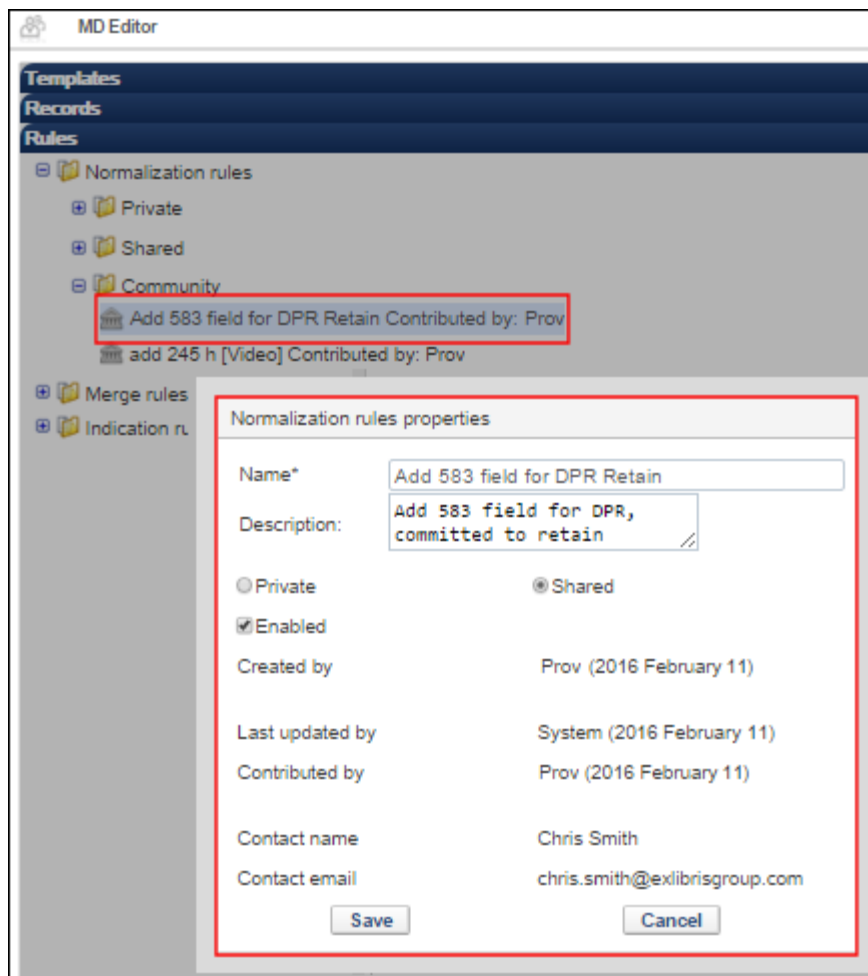 MD Editor
Templates
Records
Rules
Normalization rules
Private
Shared
Community
Add 583 field for DPR Retain Contributed by: Prov
add 245 h [Video] Contributed by: Prov
Merge rules
Indication ru
Normalization rules properties
Name* Add 583 field for DPR Retain
Description: Add 583 field for DPR,
committed to retain
Private Shared
Enabled
Created by Prov (2016 February 11)
Last updated by System (2016 February 11)
Contributed by Prov (2016 February 11)
Contact name Chris Smith
Contact email chris.smith@exlibrisgroup.com
Save Cancel